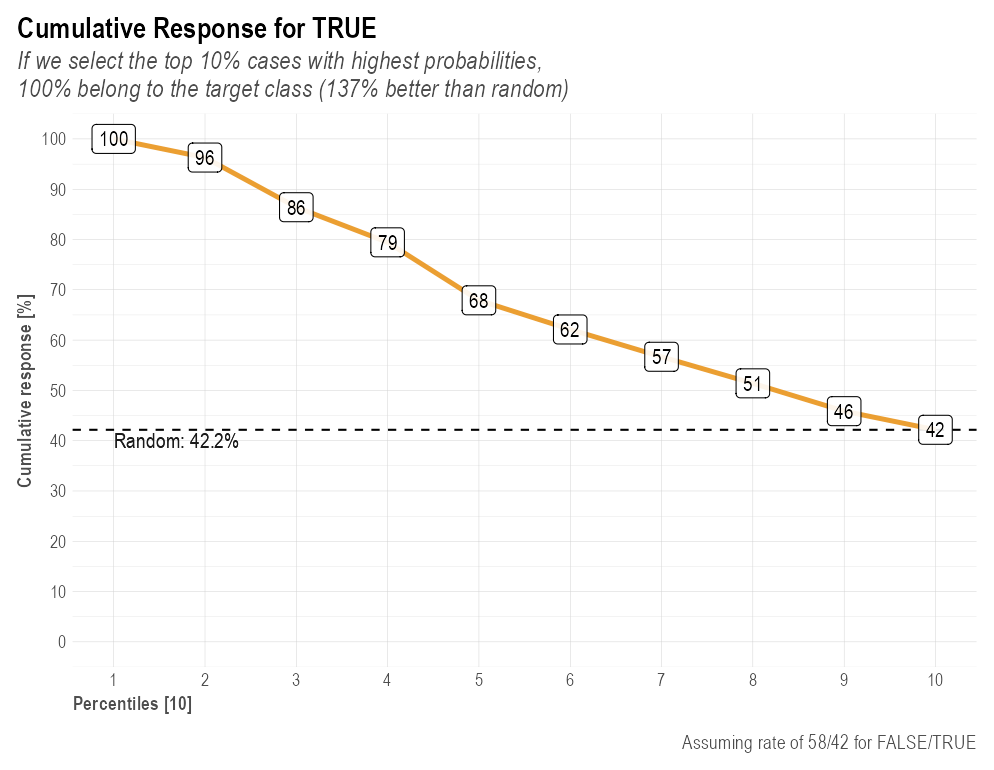 Cumulative Response for TRUE
If we select the top 10% cases with highest probabilities,
100% belong to the target class (137% better than random)
Cumulative response [%]
100
90
80
70
60
50
40
30
20
10
0
100
96
86
79
68
62
57
51
46
42
Random: 42.2%
1 2 3 4 5 6 7 8 9 10
Percentiles [10]
Assuming rate of 58/42 for FALSE/TRUE